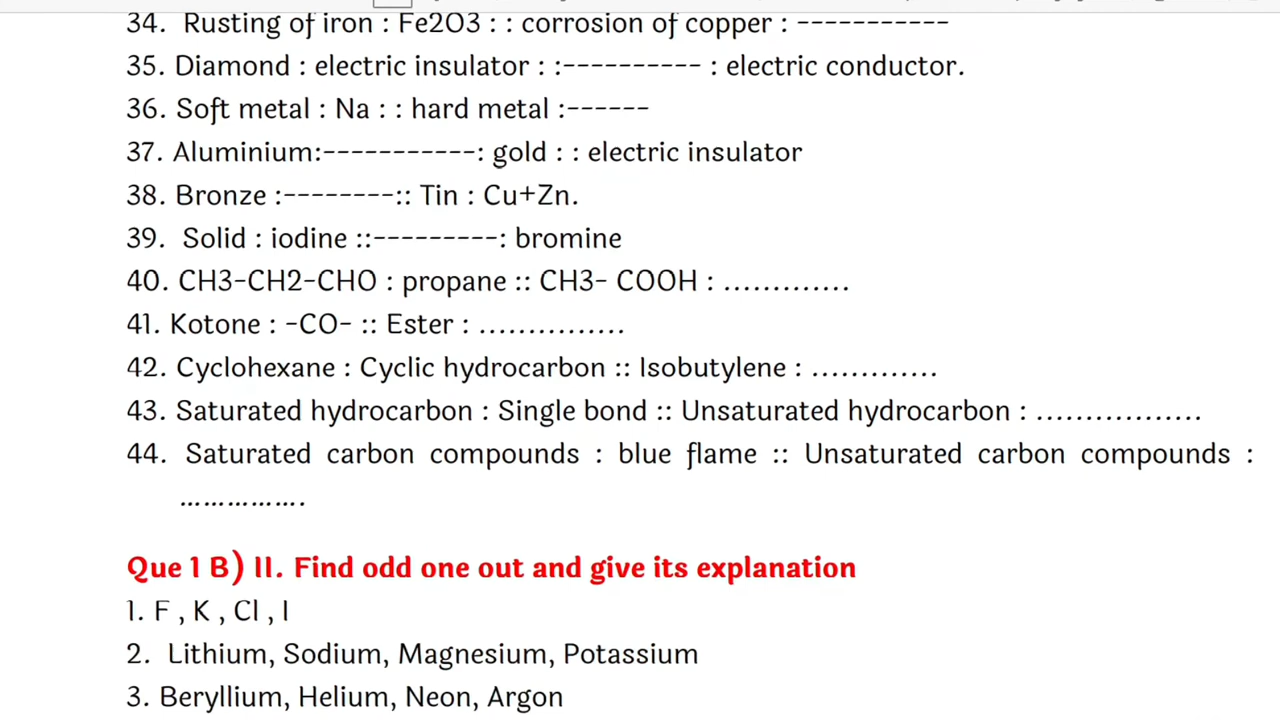 34. Rusting of iron : Fe2O3 : : corrosion of copper : -----------
35. Diamond : electric insulator : :---------- : electric conductor.
36. Soft metal : Na : : hard metal :------
37. Aluminium:-----------: gold : : electric insulator
38. Bronze :--------:: Tin : Cu+Zn.
39. Solid : iodine ::---------: bromine
40. CH3-CH2-CHO : propane :: CH3- COOH : .............
41. Kotone : -CO- :: Ester : ...............
42. Cyclohexane : Cyclic hydrocarbon :: Isobutylene : .............
43. Saturated hydrocarbon : Single bond :: Unsaturated hydrocarbon : .................
44. Saturated carbon compounds : blue flame :: Unsaturated carbon compounds :
................
Que 1 B) II. Find odd one out and give its explanation
1. F , K , Cl , I
2. Lithium, Sodium, Magnesium, Potassium
3. Beryllium, Helium, Neon, Argon